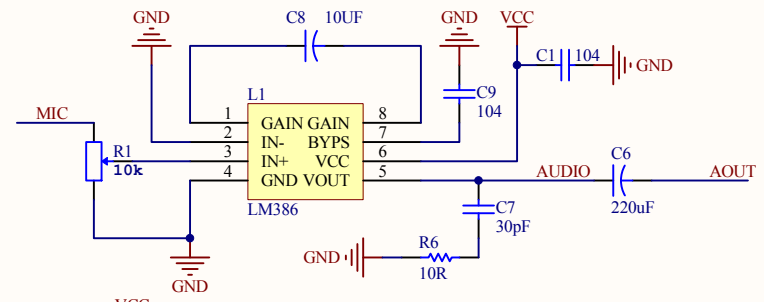 GND
C8 10UF
GND
VCC
C1 104
GND
L1
C9
104
MIC
1 GAIN GAIN 8
2 IN- BYPS 7
3 IN+ VCC 6
4 GND VOUT 5
R1
10k
LM386
AUDIO
C6
220uF
AOUT
C7
30pF
GND
R6
10R
GND